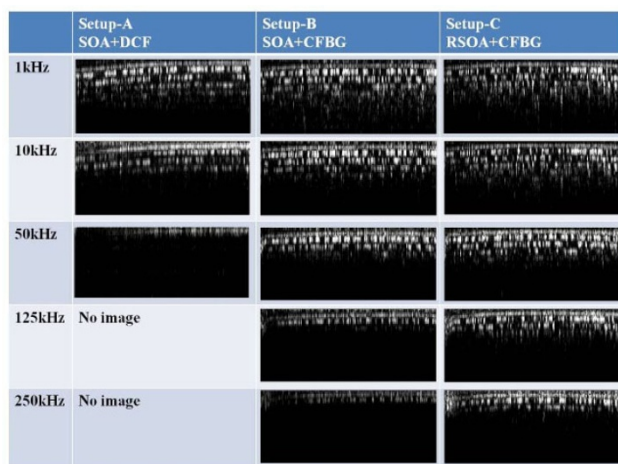 Setup-A
SOA+DCF
Setup-B
SOA+CFBG
Setup-C
RSOA+CFBG
1kHz
10kHz
50kHz
125kHz
No image
250kHz
No image